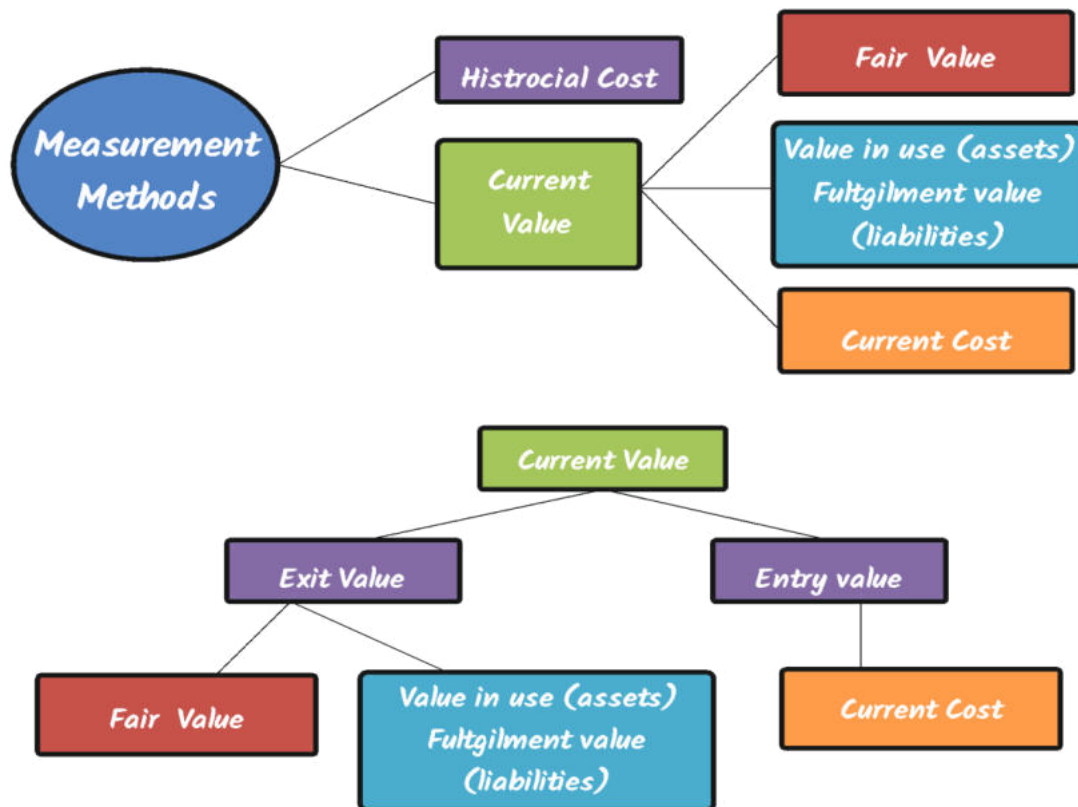 Measurement
Methods
Histrocial Cost
Current
Value
Fair Value
Value in use (assets)
Fultgilment value
(liabilities)
Current Cost
Current Value
Exit Value
Entry value
Fair Value
Value in use (assets)
Fultgilment value
(liabilities)
Current Cost